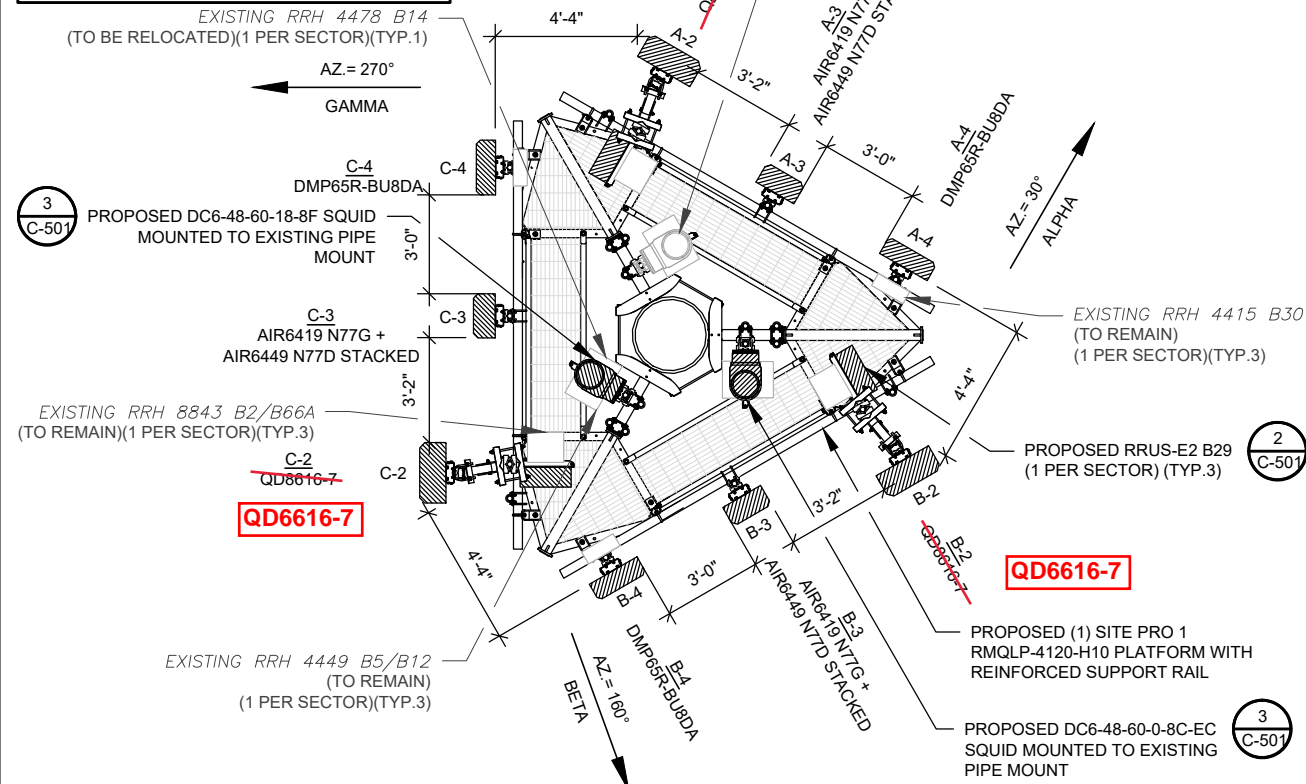 EXISTING RRH 4478 B14
(TO BE RELOCATED)(1 PER SECTOR)(TYP.1)
4'-4"
A-2
A-3
AIR6419 N77
AIR6449 N77D STA
AZ.= 270°
GAMMA
3'-2"
3'-0"
A-4
DMP65R-BU8DA
AZ.= 30°
ALPHA
C-4
DMP65R-BU8DA
C-4
A-3
A-4
3
C-501
PROPOSED DC6-48-60-18-8F SQUID
MOUNTED TO EXISTING PIPE
MOUNT
3'-0"
C-3
AIR6419 N77G +
AIR6449 N77D STACKED
C-3
EXISTING RRH 4415 B30
(TO REMAIN)
(1 PER SECTOR)(TYP.3)
3'-2"
4'-4"
EXISTING RRH 8843 B2/B66A
(TO REMAIN)(1 PER SECTOR)(TYP.3)
C-2
QD8616-7
C-2
QD6616-7
PROPOSED RRUS-E2 B29
(1 PER SECTOR) (TYP.3)
2
C-501
B-2
3'-2"
B-3
B-2
QD8616-7
QD6616-7
4'-4"
3'-0"
B-4
B-3
AIR6419 N77G +
AIR6449 N77D STACKED
B-4
DMP65R-BU8DA
AZ.= 160°
BETA
EXISTING RRH 4449 B5/B12
(TO REMAIN)
(1 PER SECTOR)(TYP.3)
PROPOSED (1) SITE PRO 1
RMQLP-4120-H10 PLATFORM WITH
REINFORCED SUPPORT RAIL
PROPOSED DC6-48-60-0-8C-EC
SQUID MOUNTED TO EXISTING
PIPE MOUNT
3
C-501